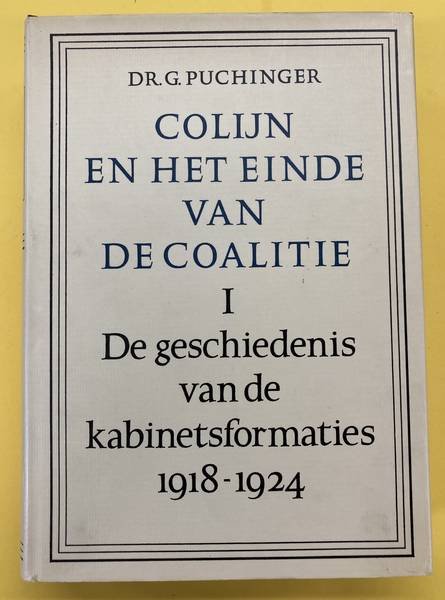 DR. G. PUCHINGER
COLIJN
EN HET EINDE
VAN
DE COALITIE
I
De geschiedenis
van de
kabinetsformaties
1918-1924